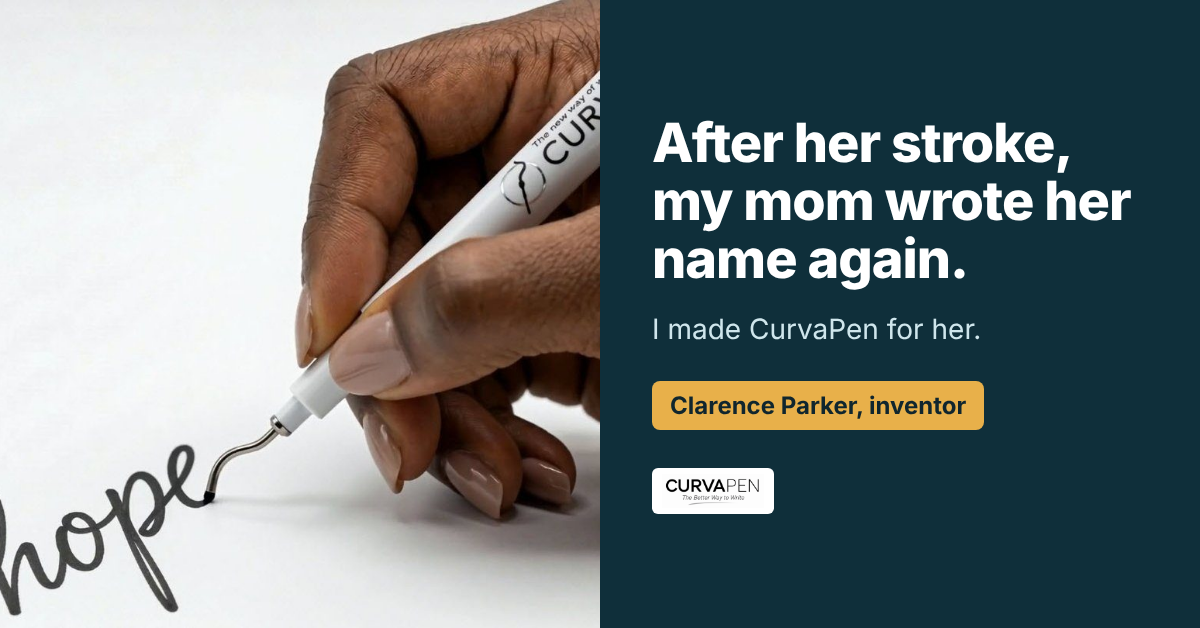 hope
The new way of
CURV
After her stroke,
my mom wrote her
name again.
I made CurvaPen for her.
Clarence Parker, inventor
CURVAPEN
The Better Way to Write